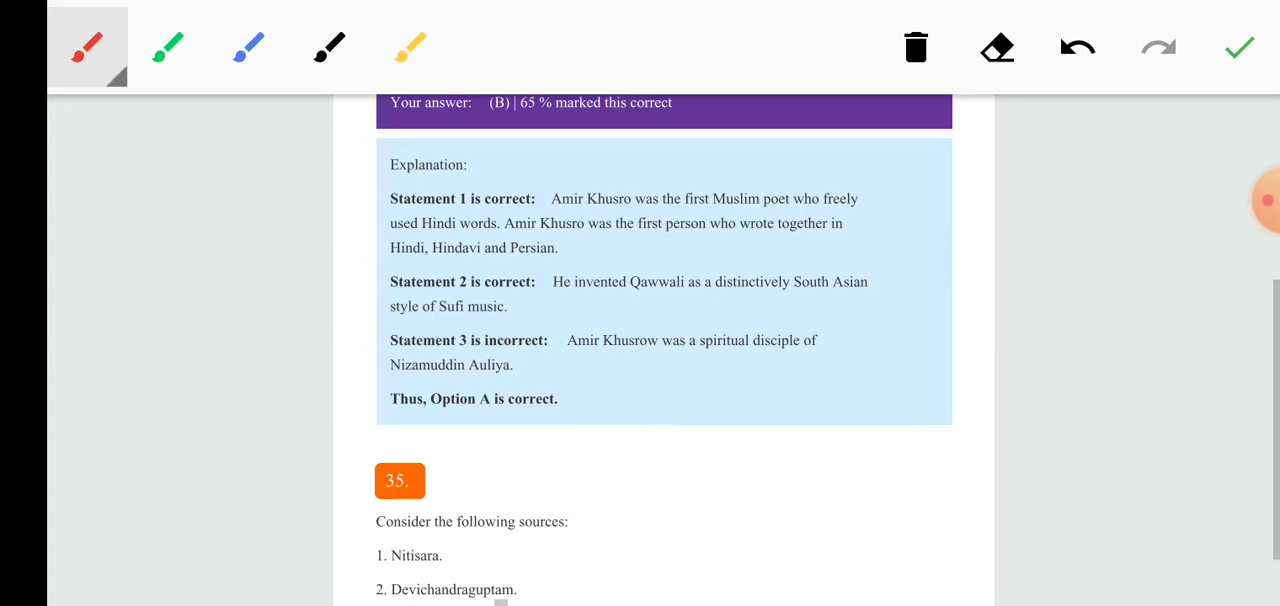 Your answer: (B) | 65 % marked this correct
Explanation:
Statement 1 is correct: Amir Khusro was the first Muslim poet who freely
used Hindi words. Amir Khusro was the first person who wrote together in
Hindi, Hindavi and Persian.
Statement 2 is correct: He invented Qawwali as a distinctively South Asian
style of Sufi music.
Statement 3 is incorrect: Amir Khusrow was a spiritual disciple of
Nizamuddin Auliya.
Thus, Option A is correct.
35.
Consider the following sources:
1. Nitisara.
2. Devichandraguptam.